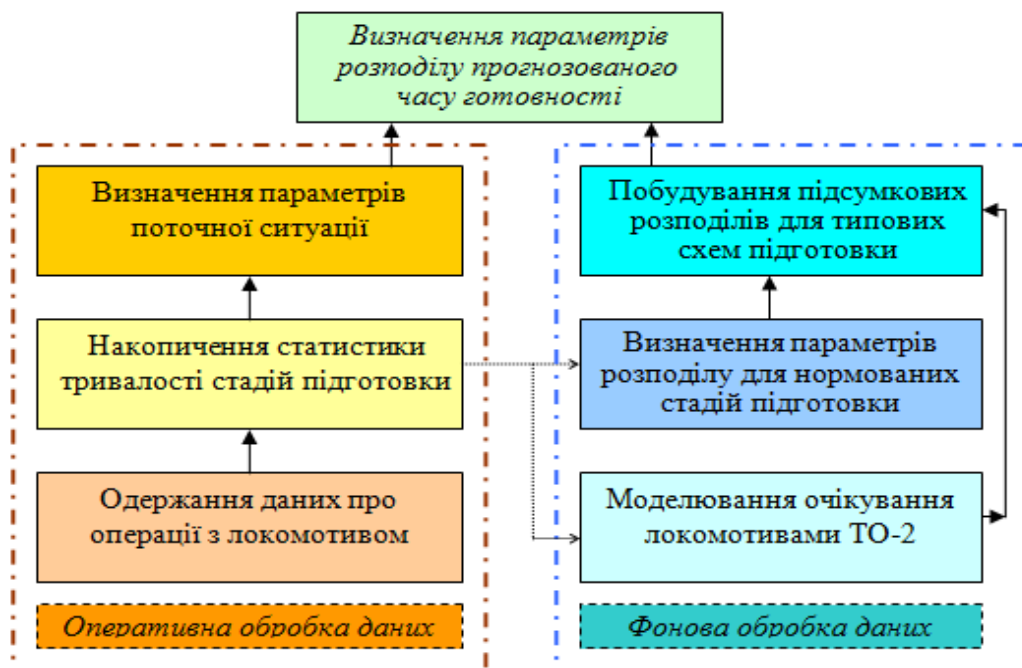 Визначення параметрів
розподілу прогнозованого
часу готовності
Визначення параметрів
поточної ситуації
Накопичення статистики
тривалості стадій підготовки
Одержання даних про
операції з локомотивом
Оперативна обробка даних
Побудування підсумкових
розподілів для типових
схем підготовки
Визначення параметрів
розподілу для нормованих
стадій підготовки
Моделювання очікування
локомотивами ТО-2
Фонова обробка даних